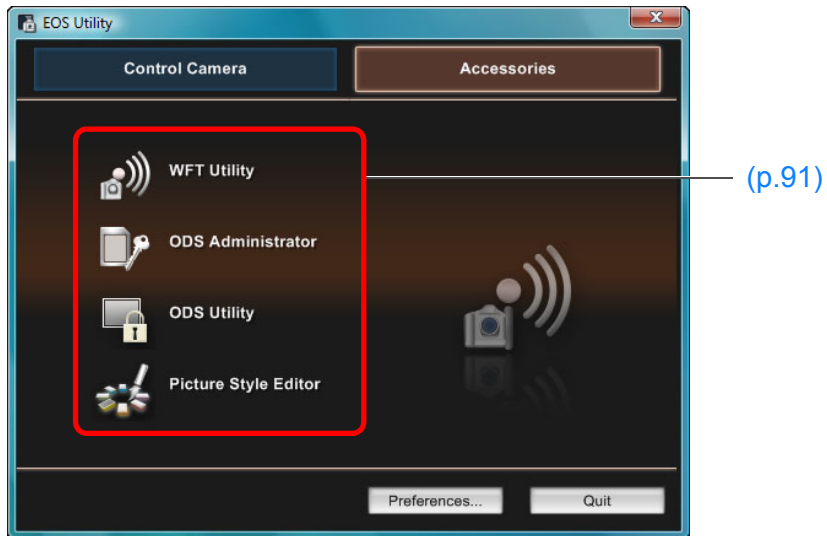 EOS Utility
Control Camera
Accessories
WFT Utility
(p.91)
ODS Administrator
ODS Utility
Picture Style Editor
Preferences...
Quit